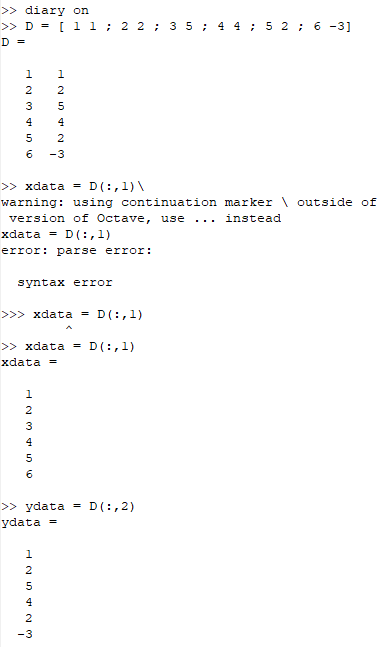 >> diary on
>> D = [ 1 1 ; 2 2 ; 3 5 ; 4 4 ; 5 2 ; 6 -3]
D =
1 1
2 2
3 5
4 4
5 2
6 -3
>> xdata = D(:,1)\
warning: using continuation marker \ outside of
version of Octave, use ... instead
xdata = D(:,1)
error: parse error:
syntax error
>>> xdata = D(:,1)
^
>> xdata = D(:,1)
xdata =
1
2
3
4
5
6
>> ydata = D(:,2)
ydata =
1
2
5
4
2
-3